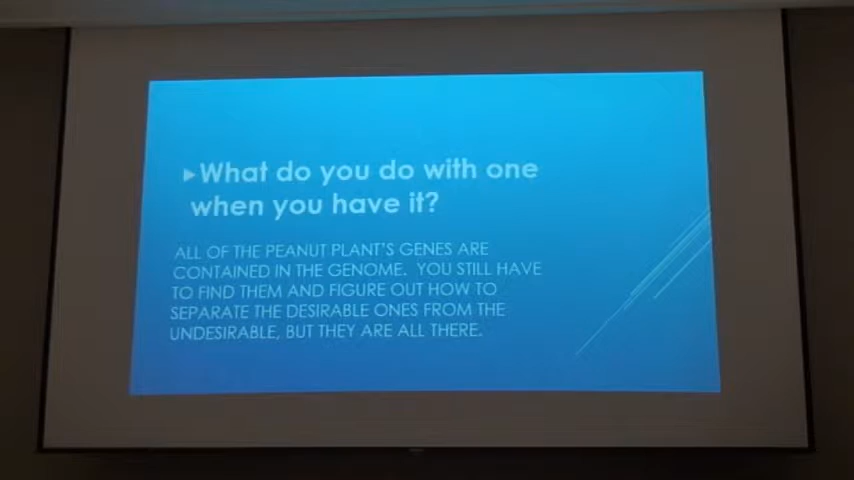 What do you do with one
when you have it?
ALL OF THE PEANUT PLANT'S GENES ARE
CONTAINED IN THE GENOME. YOU STILL HAVE
TO FIND THEM AND FIGURE OUT HOW TO
SEPARATE THE DESIRABLE ONES FROM THE
UNDESIRABLE, BUT THEY ARE ALL THERE.